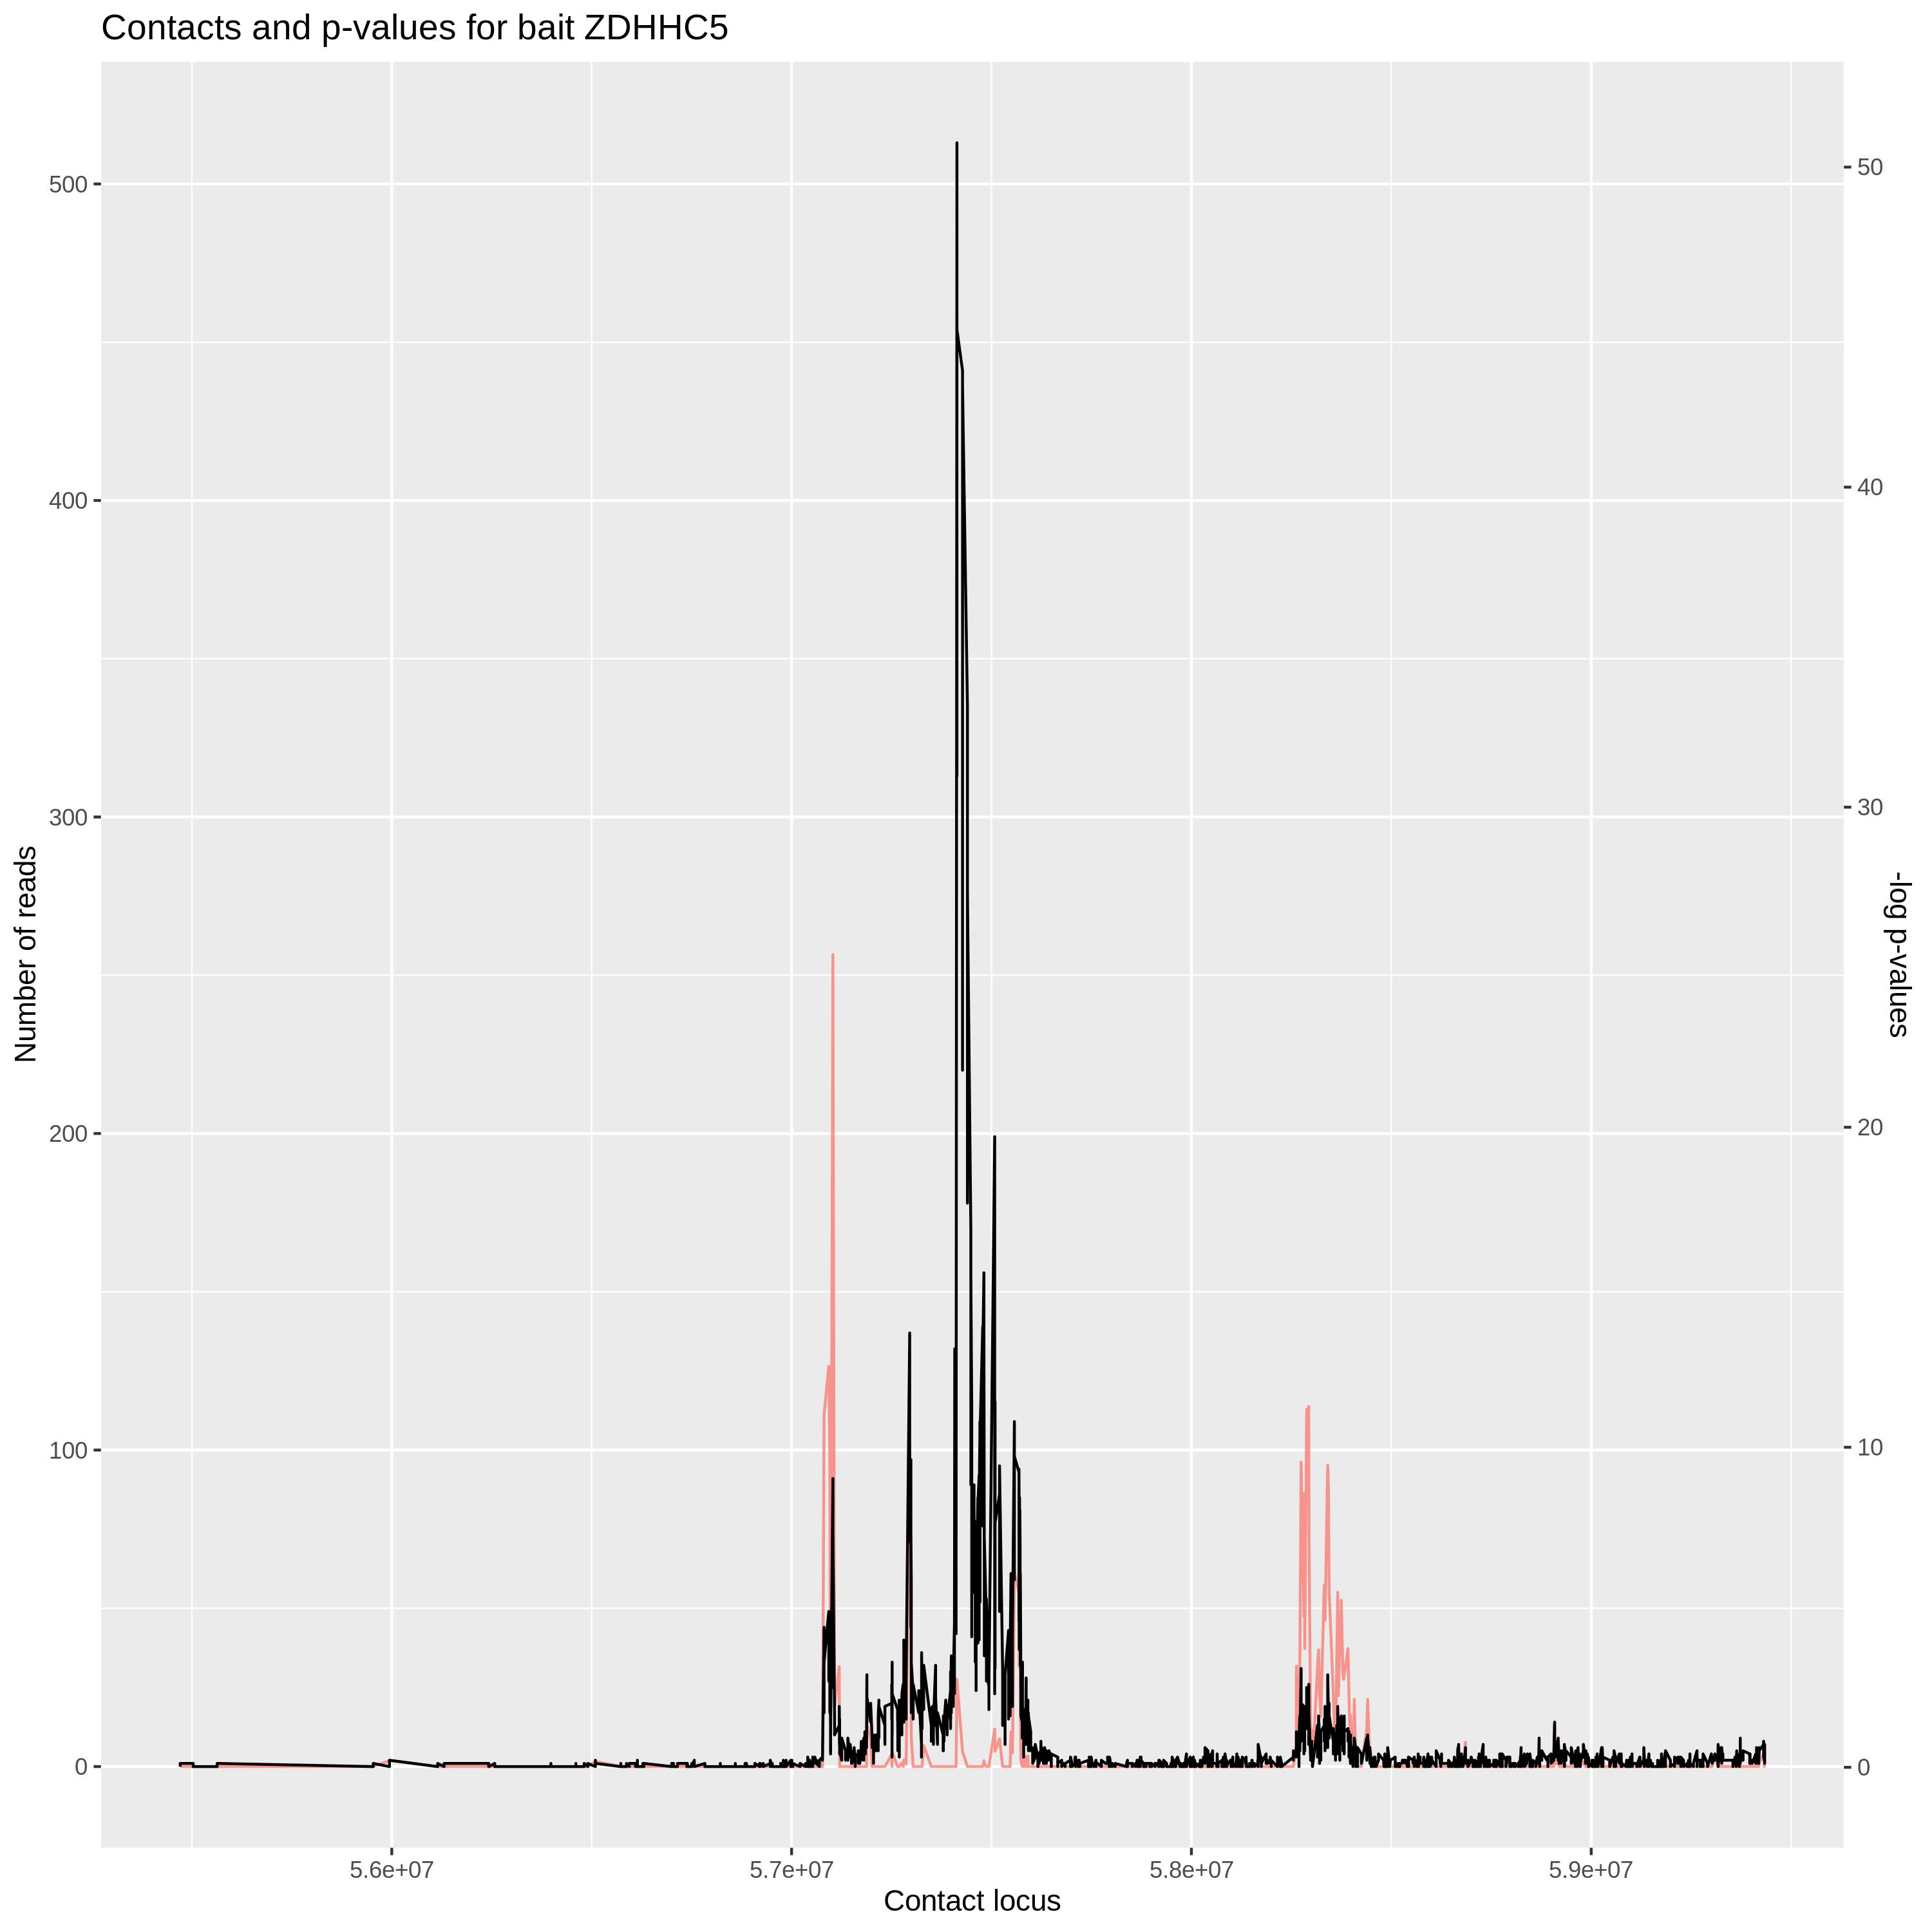 Contacts and p-values for bait ZDHHC5
500
400
300
200
100
0
Number of reads
50
40
30
20
10
0
-log p-values
5.6e+07 5.7e+07 5.8e+07 5.9e+07
Contact locus